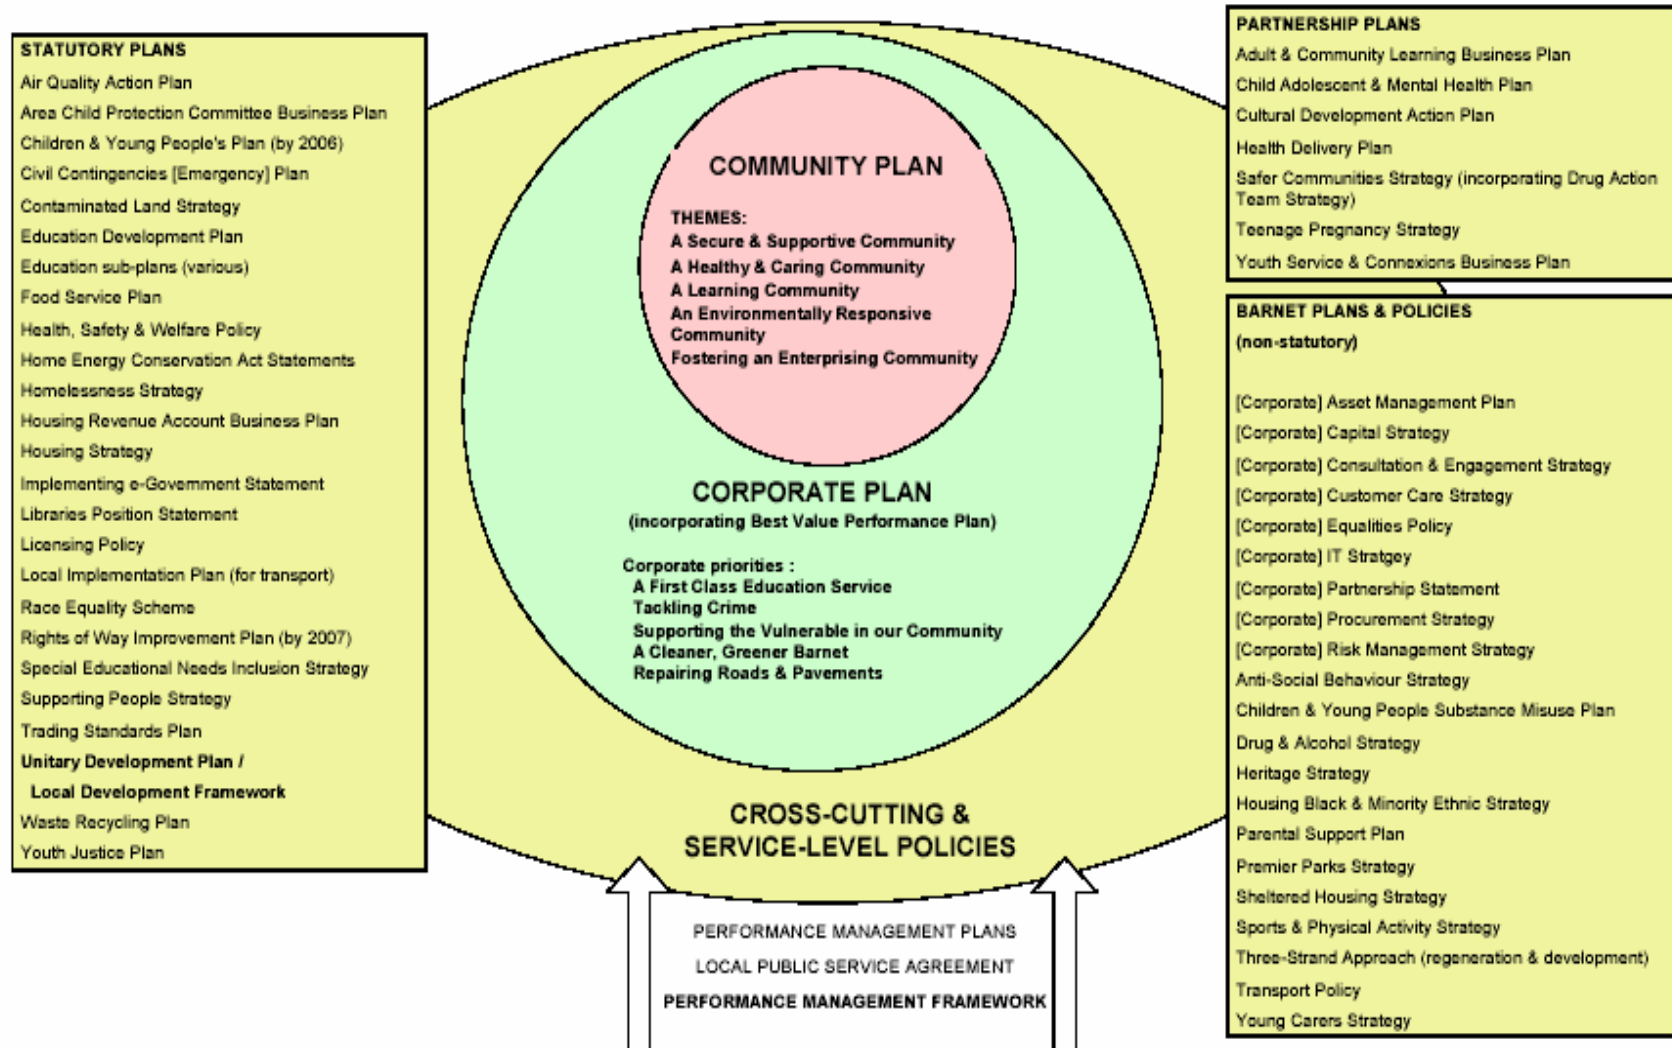 STATUTORY PLANS
Air Quality Action Plan
Area Child Protection Committee Business Plan
Children & Young People's Plan (by 2006)
Civil Contingencies [Emergency] Plan
Contaminated Land Strategy
Education Development Plan
Education sub-plans (various)
Food Service Plan
Health, Safety & Welfare Policy
Home Energy Conservation Act Statements
Homelessness Strategy
Housing Revenue Account Business Plan
Housing Strategy
Implementing e-Government Statement
Libraries Position Statement
Licensing Policy
Local Implementation Plan (for transport)
Race Equality Scheme
Rights of Way Improvement Plan (by 2007)
Special Educational Needs Inclusion Strategy
Supporting People Strategy
Trading Standards Plan
Unitary Development Plan /
Local Development Framework
Waste Recycling Plan
Youth Justice Plan
COMMUNITY PLAN
THEMES:
A Secure & Supportive Community
A Healthy & Caring Community
A Learning Community
An Environmentally Responsive
Community
Fostering an Enterprising Community
CORPORATE PLAN
(incorporating Best Value Performance Plan)
Corporate priorities :
A First Class Education Service
Tackling Crime
Supporting the Vulnerable in our Community
A Cleaner, Greener Barnet
Repairing Roads & Pavements
CROSS-CUTTING &
SERVICE-LEVEL POLICIES
PERFORMANCE MANAGEMENT PLANS
LOCAL PUBLIC SERVICE AGREEMENT
PERFORMANCE MANAGEMENT FRAMEWORK
PARTNERSHIP PLANS
Adult & Community Learning Business Plan
Child Adolescent & Mental Health Plan
Cultural Development Action Plan
Health Delivery Plan
Safer Communities Strategy (incorporating Drug Action
Team Strategy)
Teenage Pregnancy Strategy
Youth Service & Connexions Business Plan
BARNET PLANS & POLICIES
(non-statutory)
[Corporate] Asset Management Plan
[Corporate] Capital Strategy
[Corporate] Consultation & Engagement Strategy
[Corporate] Customer Care Strategy
[Corporate] Equalities Policy
[Corporate] IT Stratgey
[Corporate] Partnership Statement
[Corporate] Procurement Strategy
[Corporate] Risk Management Strategy
Anti-Social Behaviour Strategy
Children & Young People Substance Misuse Plan
Drug & Alcohol Strategy
Heritage Strategy
Housing Black & Minority Ethnic Strategy
Parental Support Plan
Premier Parks Strategy
Sheltered Housing Strategy
Sports & Physical Activity Strategy
Three-Strand Approach (regeneration & development)
Transport Policy
Young Carers Strategy